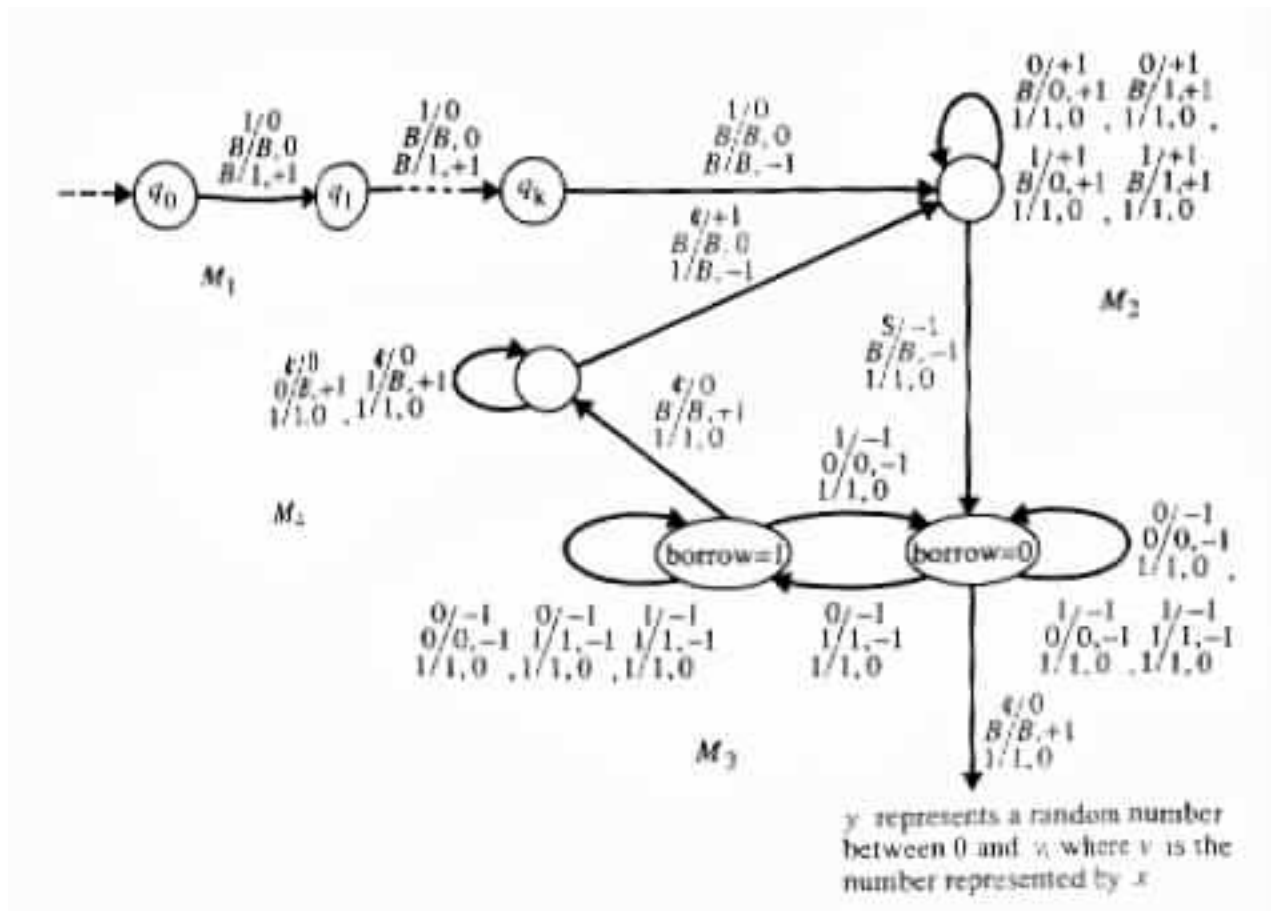 1/0
B/B, 0
B/1, +1
1/0
B/B, 0
B/1, +1
1/0
B/B, 0
B/B, -1
0/+1 0/+1
B/0, +1 B/1, +1
1/1, 0 , 1/1, 0 ,
1/+1 1/+1
B/0, +1 B/1, +1
1/1, 0 , 1/1, 0
q0
q1
qk
M1
¢/+1
B/B, 0
1/B, -1
M2
$/-1
B/B, -1
1/1, 0
¢/0 ¢/0
0/B, +1 1/B, +1
1/1, 0 , 1/1, 0
¢/0
B/B, +1
1/1, 0
1/-1
0/0, -1
1/1, 0
borrow=1
borrow=0
0/-1
0/0, -1
1/1, 0 ,
0/-1 0/-1 1/-1
0/0, -1 1/1, -1 1/1, -1
1/1, 0 , 1/1, 0 , 1/1, 0
0/-1
1/1, -1
1/1, 0
1/-1 1/-1
0/0, -1 1/1, -1
1/1, 0 , 1/1, 0
M3
¢/0
B/B, +1
1/1, 0
y represents a random number
between 0 and v, where v is the
number represented by x